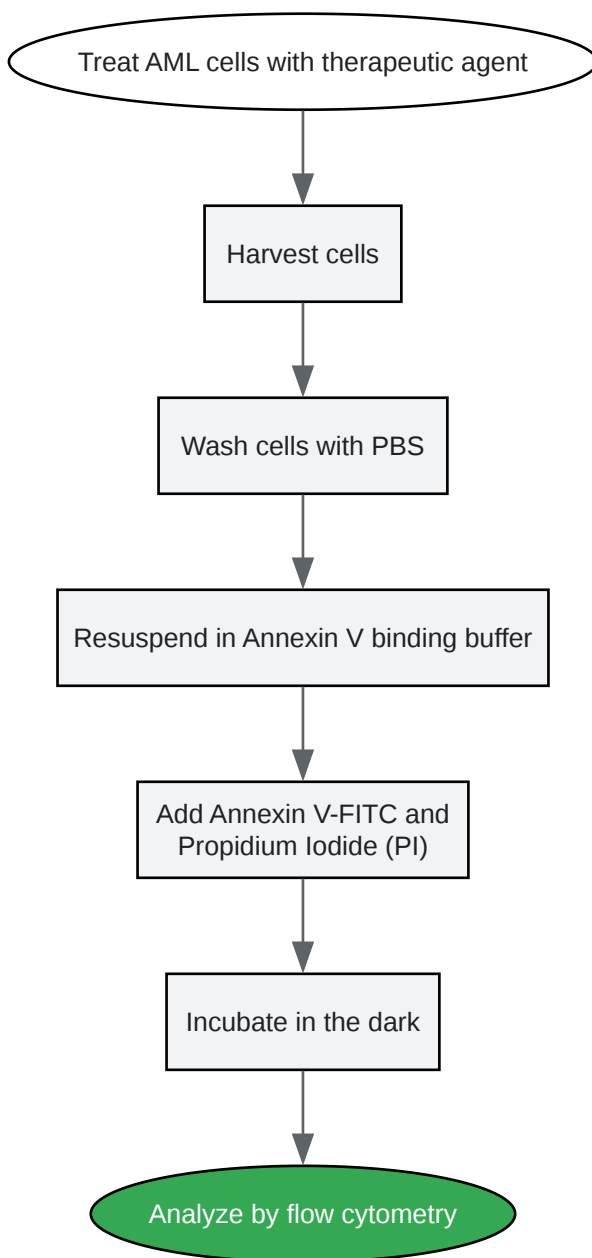 Treat AML cells with therapeutic agent
Harvest cells
Wash cells with PBS
Resuspend in Annexin V binding buffer
Add Annexin V-FITC and
Propidium Iodide (PI)
Incubate in the dark
Analyze by flow cytometry